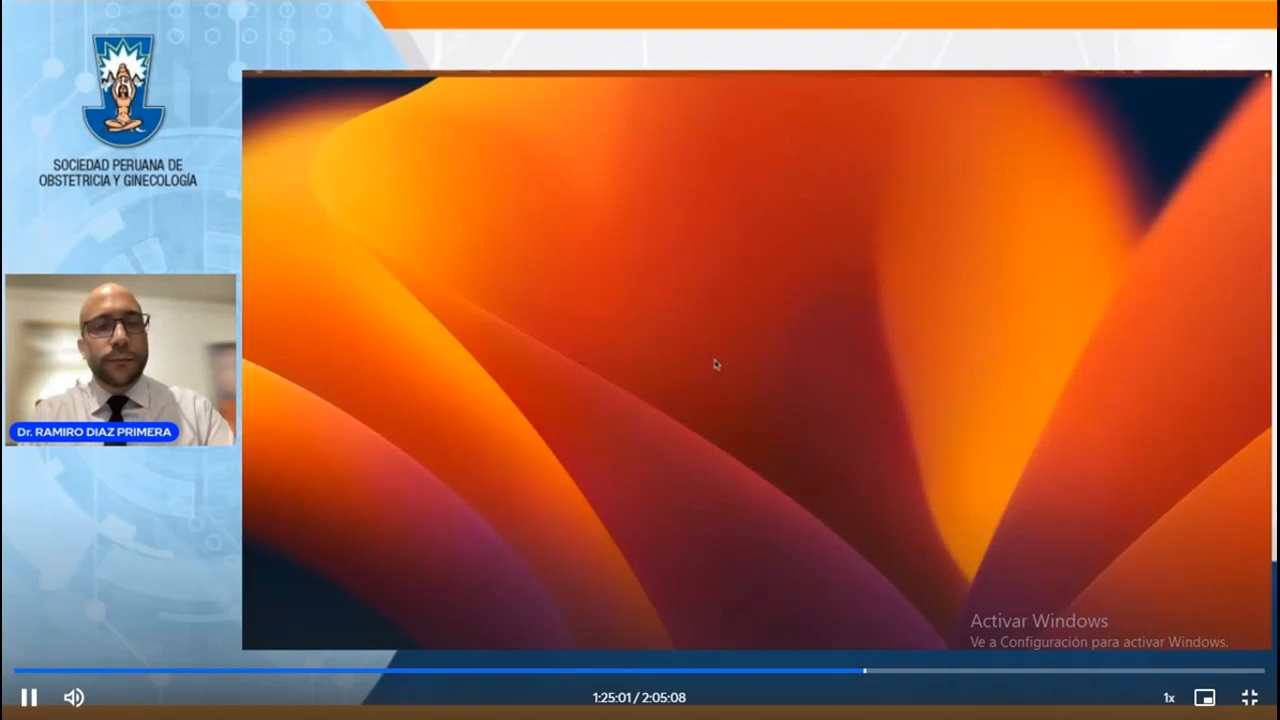 SOCIEDAD PERUANA DE
OBSTETRICIA Y GINECOLOGÍA
Dr. RAMIRO DIAZ PRIMERA
Activar Windows
Ve a Configuración para activar Windows.
1:25:01 / 2:05:08
1x